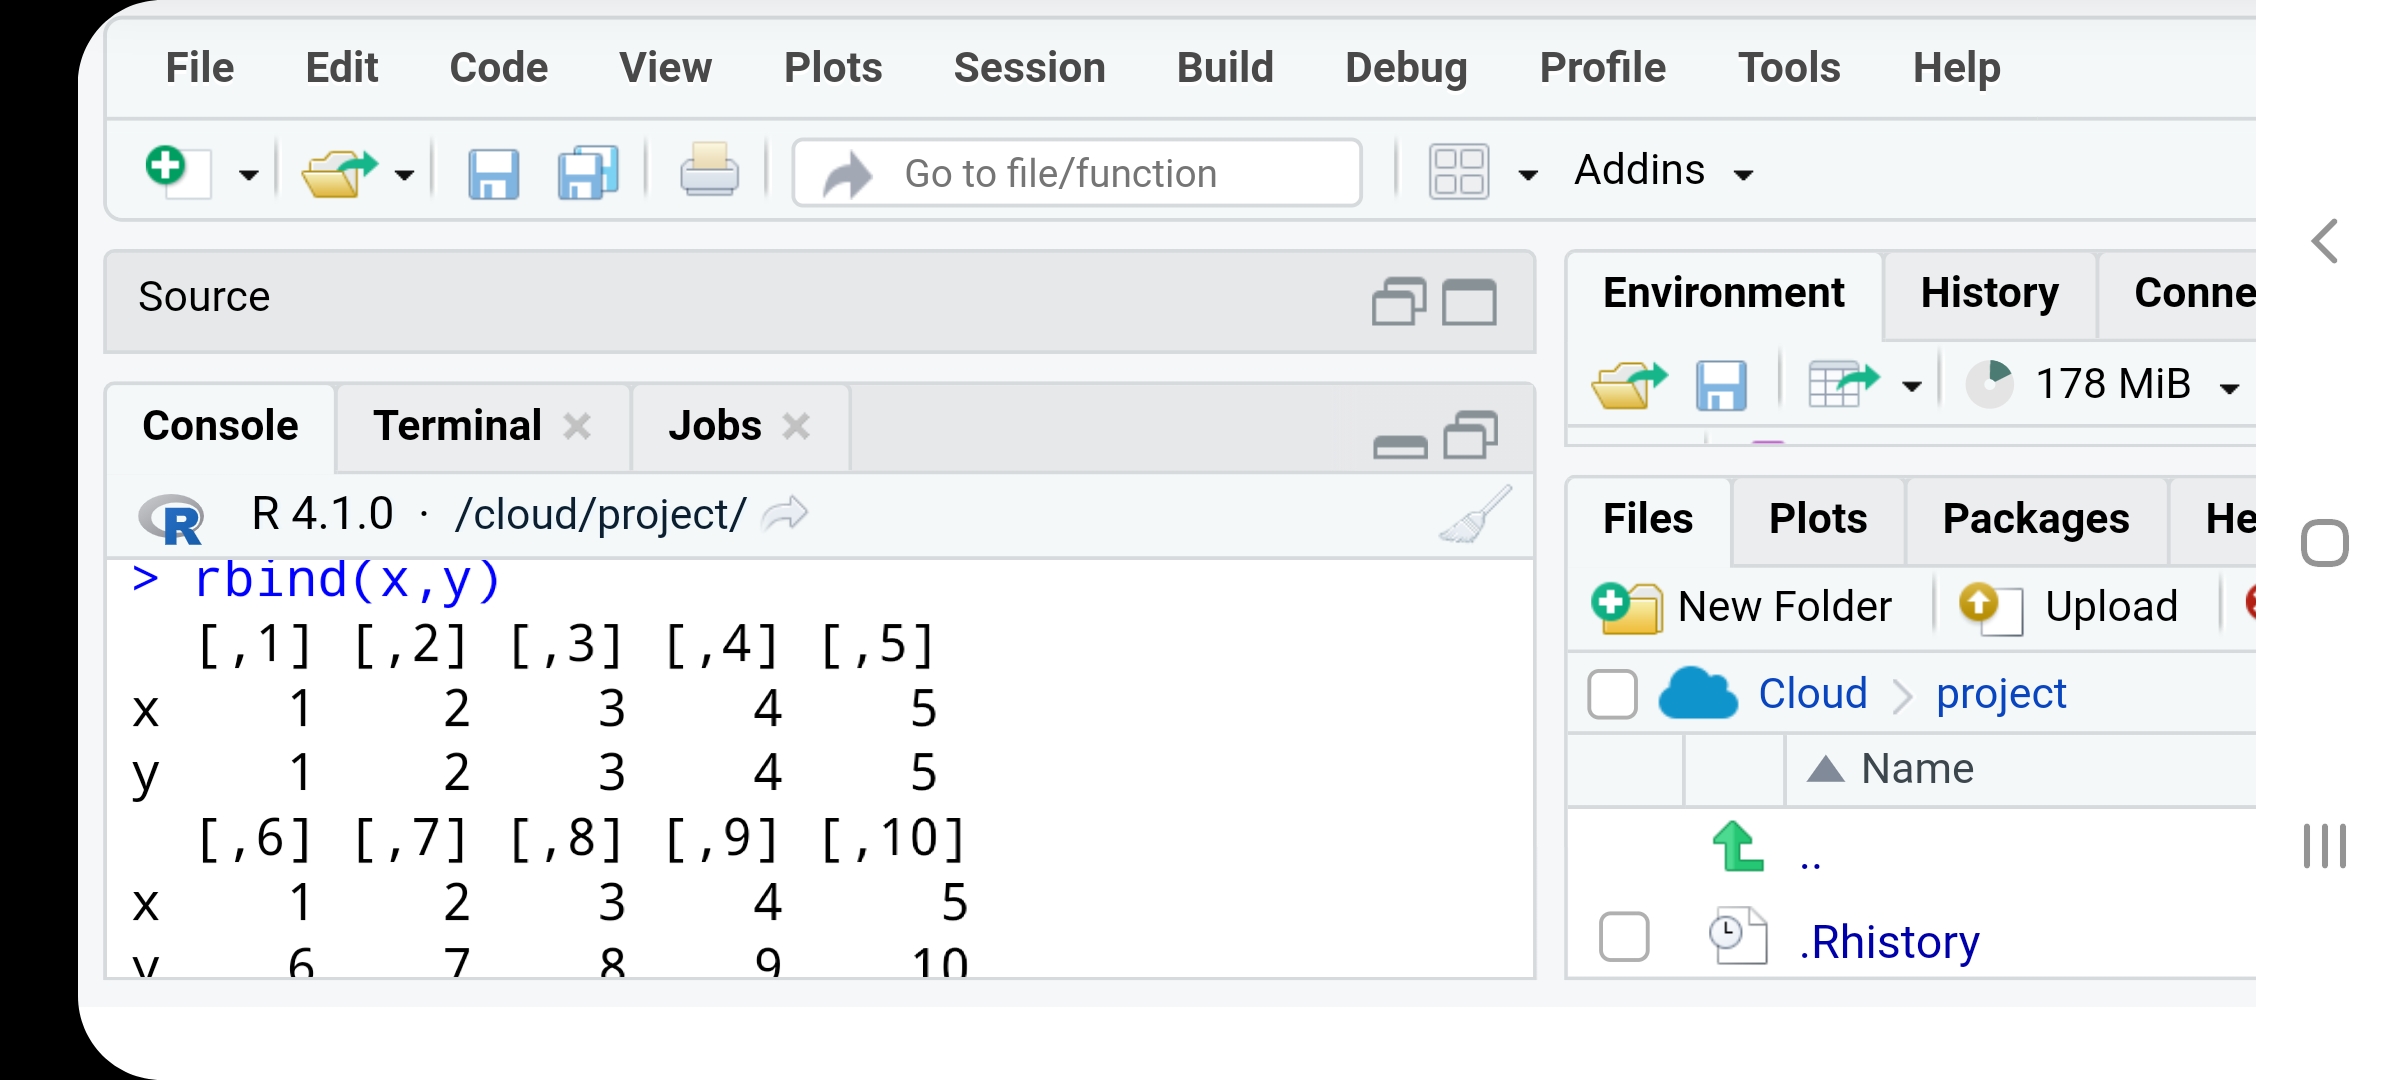 File Edit Code View Plots Session Build Debug Profile Tools Help
Go to file/function Addins
Source
Console Terminal Jobs
R R 4.1.0 · /cloud/project/
> rbind(x,y)
[,1] [,2] [,3] [,4] [,5]
x 1 2 3 4 5
y 1 2 3 4 5
[,6] [,7] [,8] [,9] [,10]
x 1 2 3 4 5
y 6 7 8 9 10
Environment History Conne
178 MiB
Files Plots Packages He
New Folder Upload
Cloud project
Name
..
.Rhistory